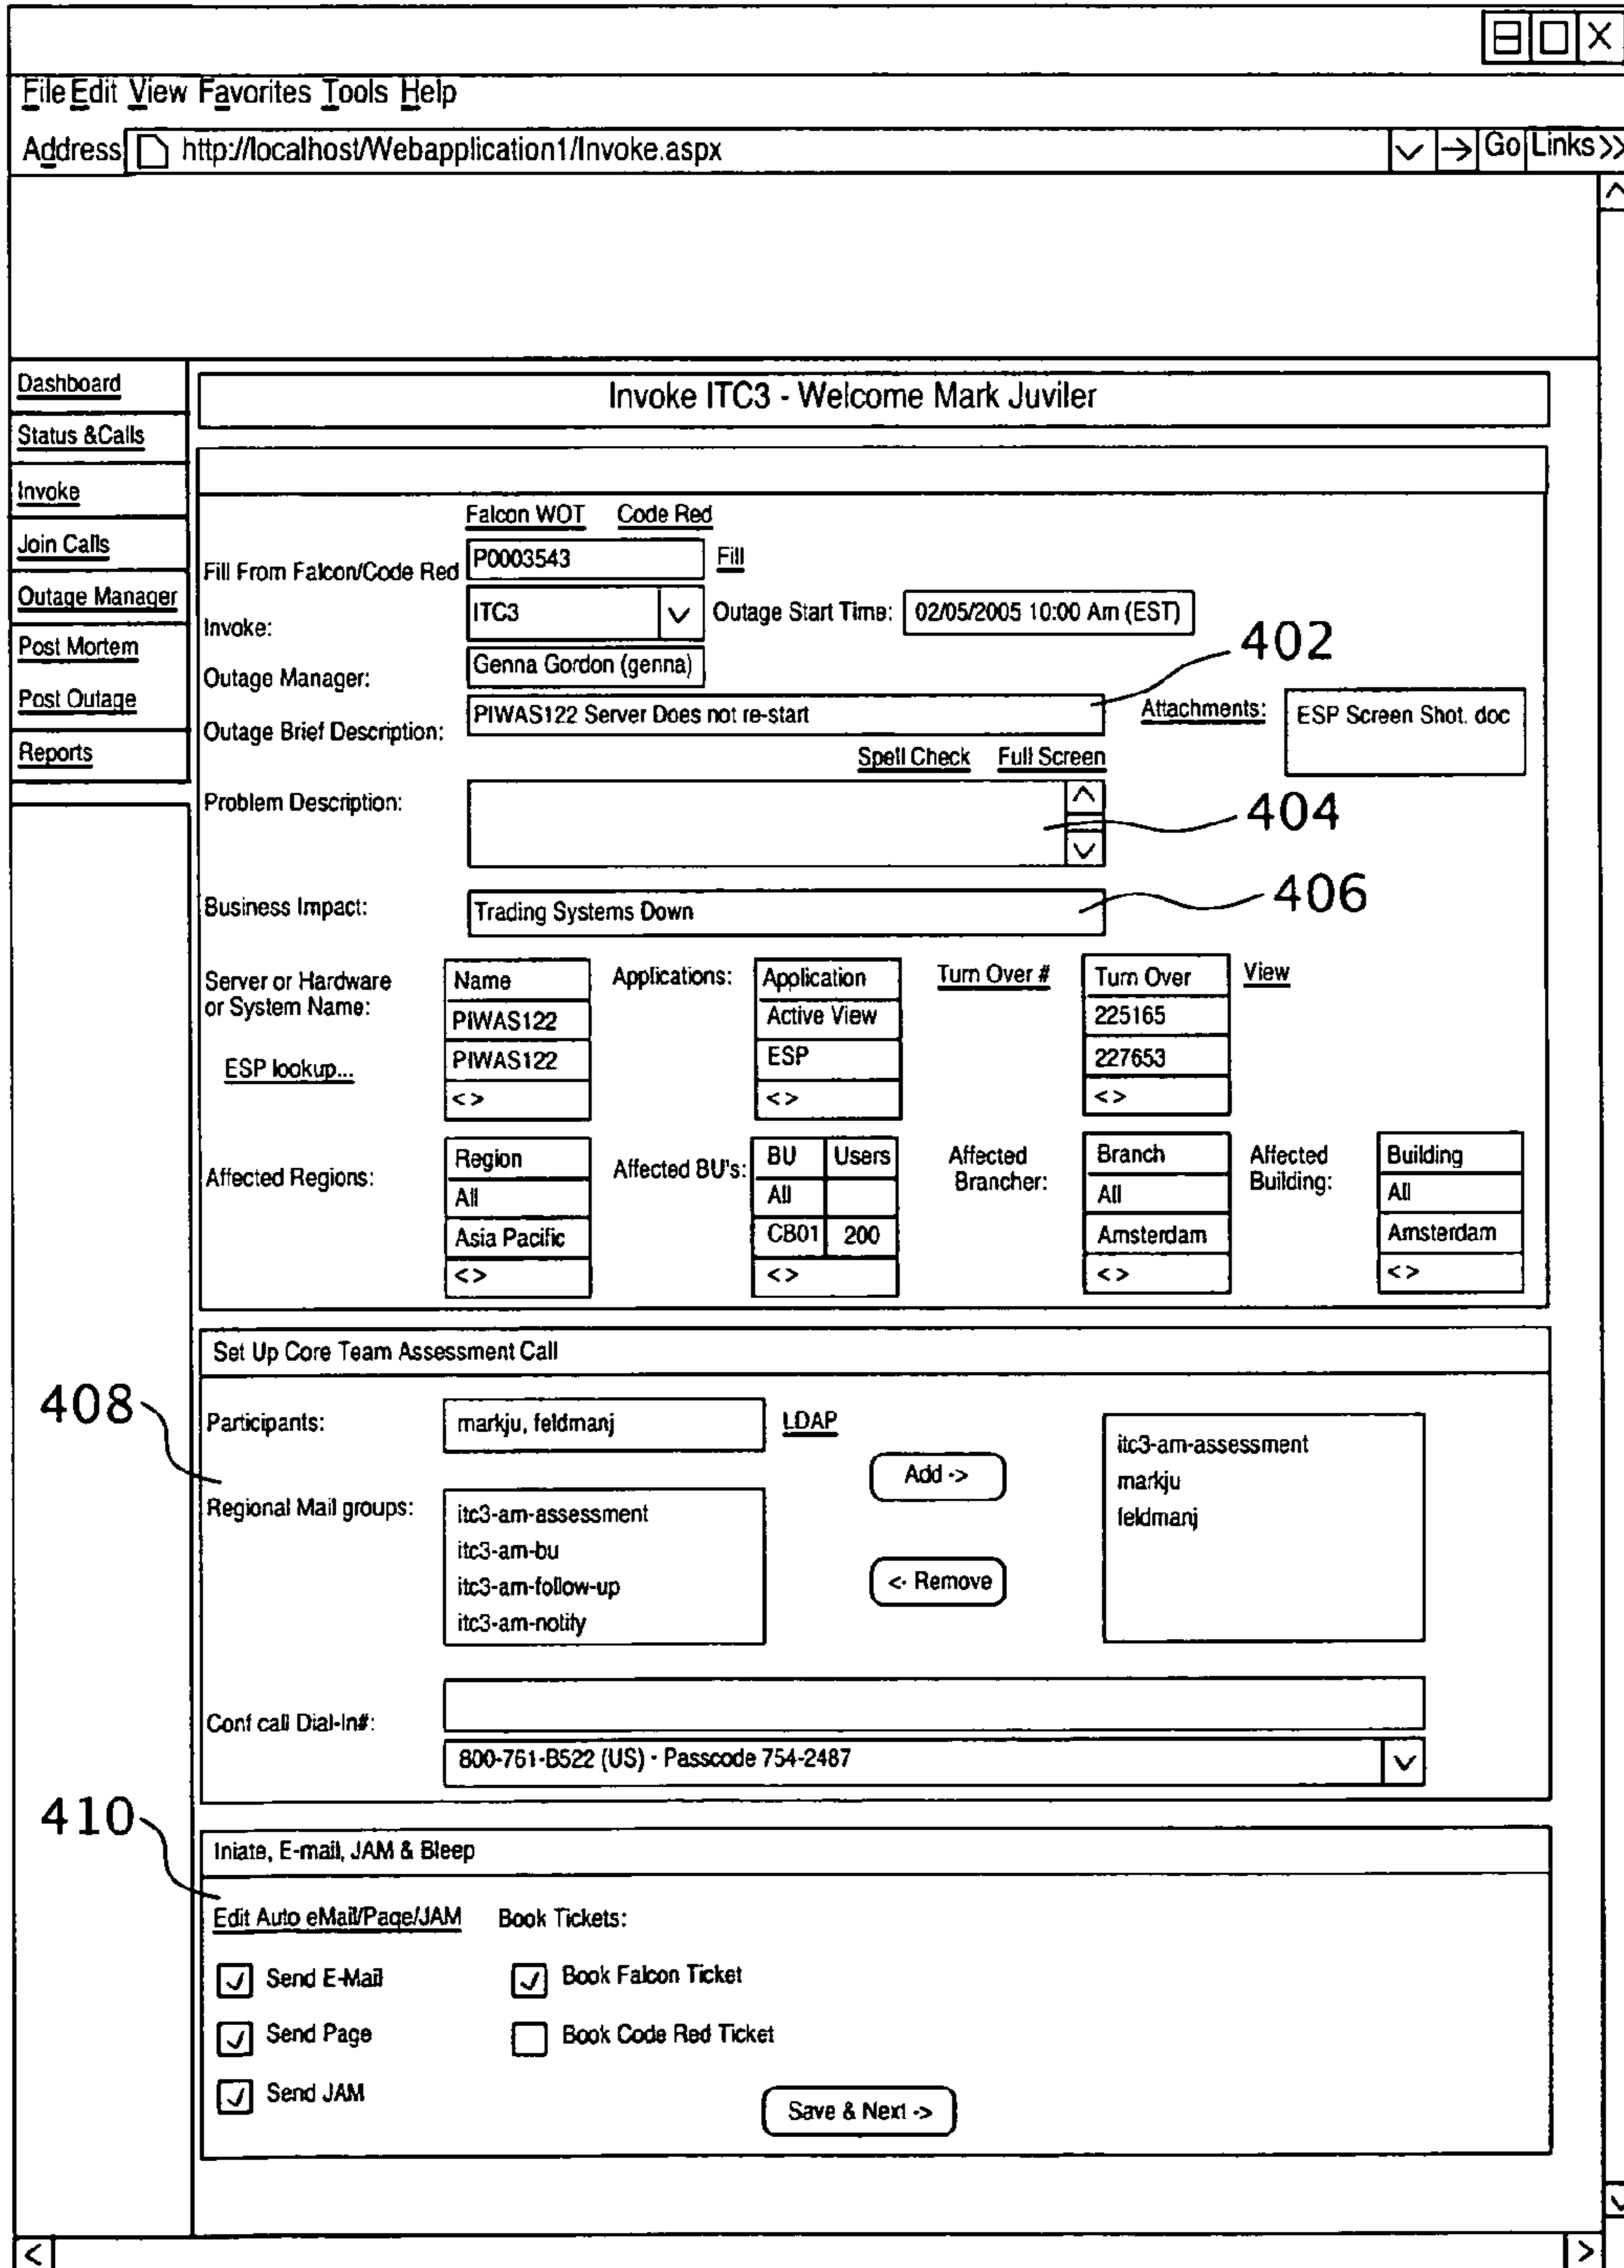 File Edit View Favorites Tools Help
Address http://localhost/Webapplication1/Invoke.aspx Go Links >>
Dashboard
Status &Calls
Invoke
Join Calls
Outage Manager
Post Mortem
Post Outage
Reports
Invoke ITC3 - Welcome Mark Juviler
Falcon WOT Code Red
Fill From Falcon/Code Red P0003543 Fill
Invoke: ITC3 Outage Start Time: 02/05/2005 10:00 Am (EST)
Outage Manager: Genna Gordon (genna)
402
Outage Brief Description: PIWAS122 Server Does not re-start Attachments: ESP Screen Shot. doc
Spell Check Full Screen
Problem Description:
404
Business Impact: Trading Systems Down
406
Server or Hardware or System Name: Name Applications: Application Turn Over # Turn Over View
PIWAS122 Active View 225165
ESP lookup... PIWAS122 ESP 227653
<> <> <>
Affected Regions: Region Affected BU's: BU Users Affected Brancher: Branch Affected Building: Building
All All All All
Asia Pacific CB01 200 Amsterdam Amsterdam
<> <> <> <>
Set Up Core Team Assessment Call
408
Participants: markju, feldmanj LDAP
Add ->
itc3-am-assessment
markju
feldmanj
Regional Mail groups: itc3-am-assessment
itc3-am-bu
itc3-am-follow-up
itc3-am-notify
<- Remove
Conf call Dial-In#:
800-761-B522 (US) - Passcode 754-2487
410
Iniate, E-mail, JAM & Bleep
Edit Auto eMail/Page/JAM Book Tickets:
Send E-Mail Book Falcon Ticket
Send Page Book Code Red Ticket
Send JAM
Save & Next ->